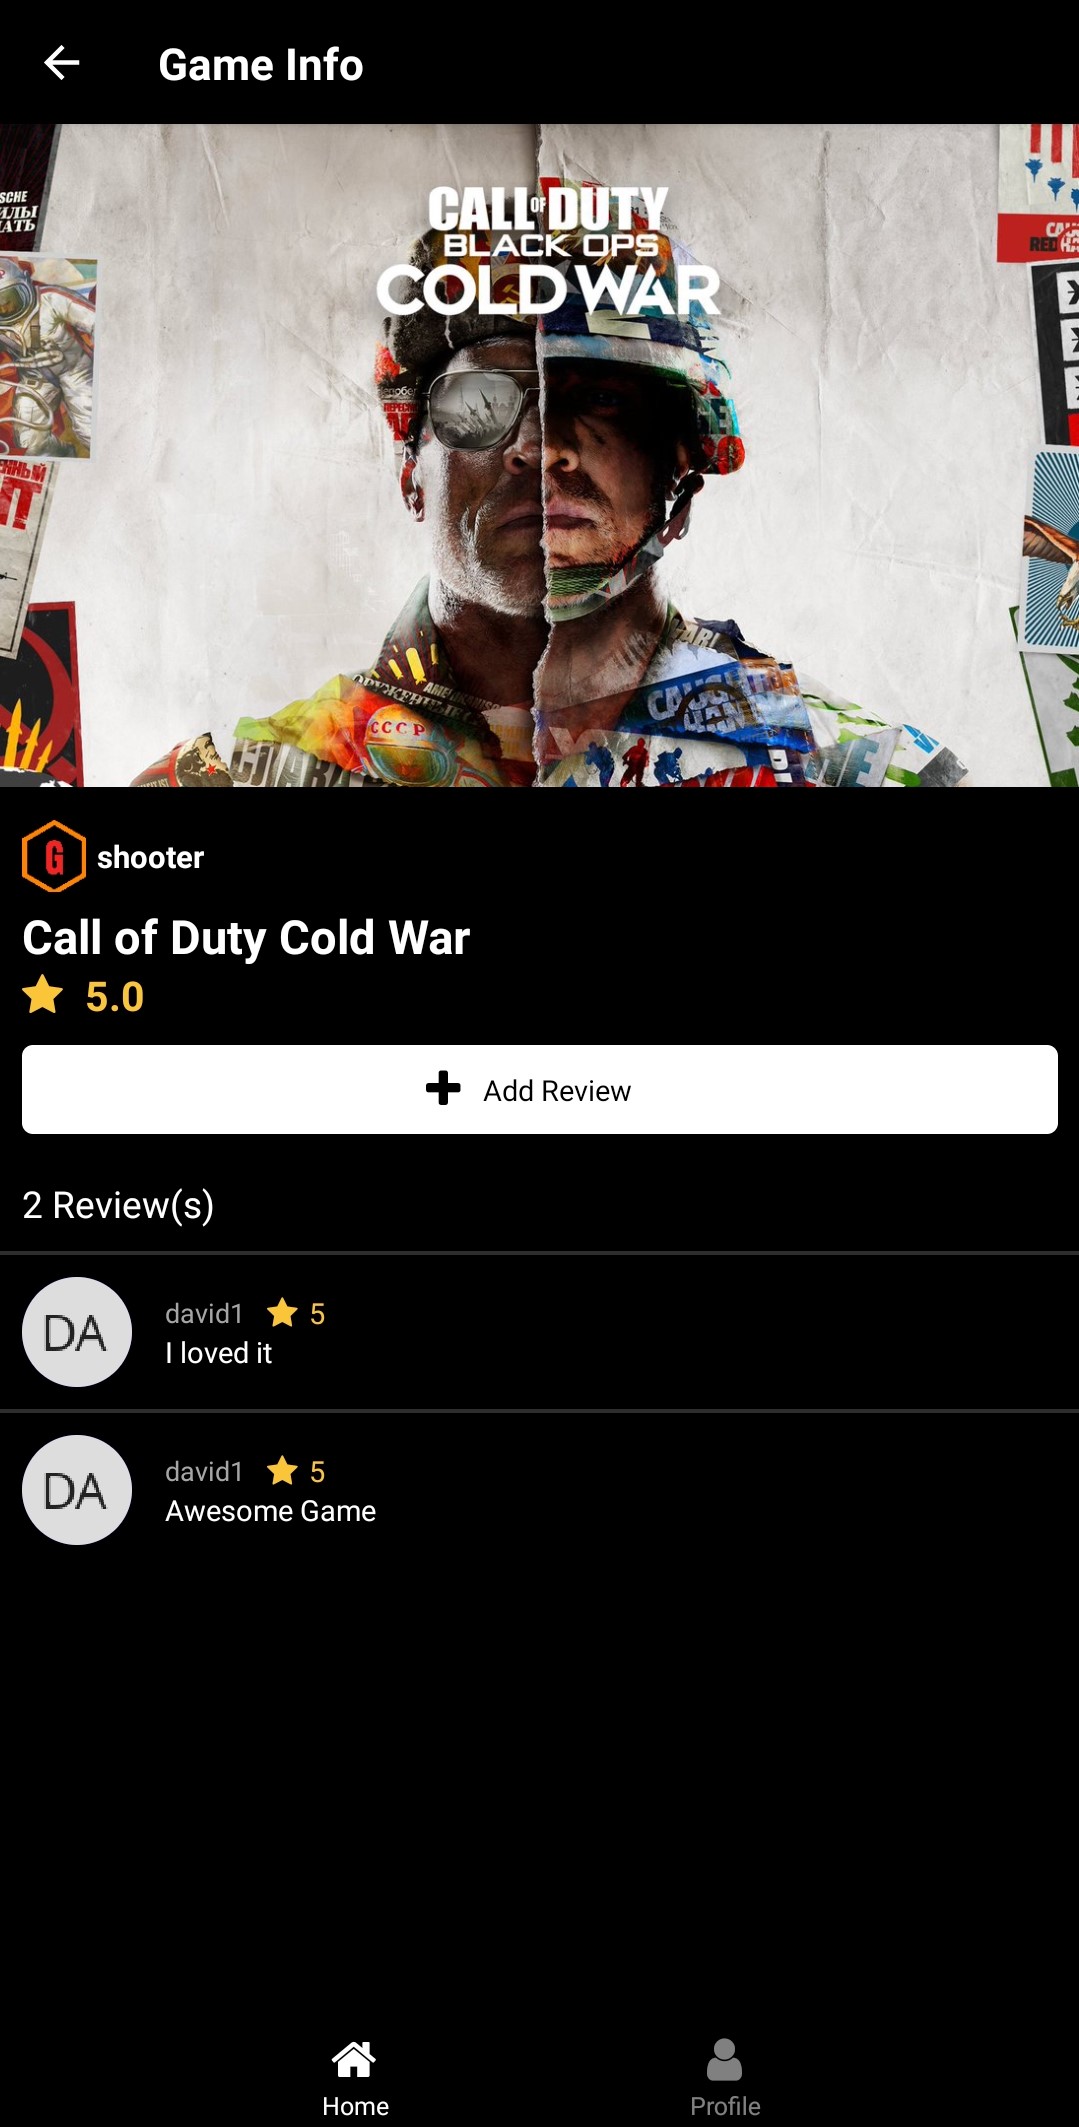 Game Info
SCHE
CALL OF DUTY
BLACK OPS
COLD WAR
CCCP
G
shooter
Call of Duty Cold War
5.0
Add Review
2 Review(s)
DA
david1 5
I loved it
DA
david1 5
Awesome Game
Home
Profile